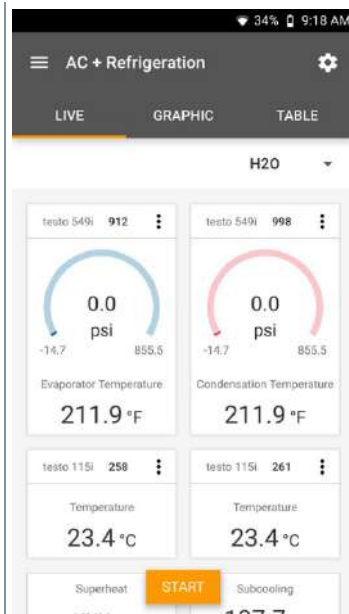 34% 9:18 AM
AC + Refrigeration
LIVE GRAPHIC TABLE
H2O
testo 549i 912 testo 549i 998
0.0 0.0
psi psi
-14.7 855.5 -14.7 855.5
Evaporator Temperature Condensation Temperature
211.9 °F 211.9 °F
testo 115i 258 testo 115i 261
Temperature Temperature
23.4 °C 23.4 °C
Superheat START Subcooling